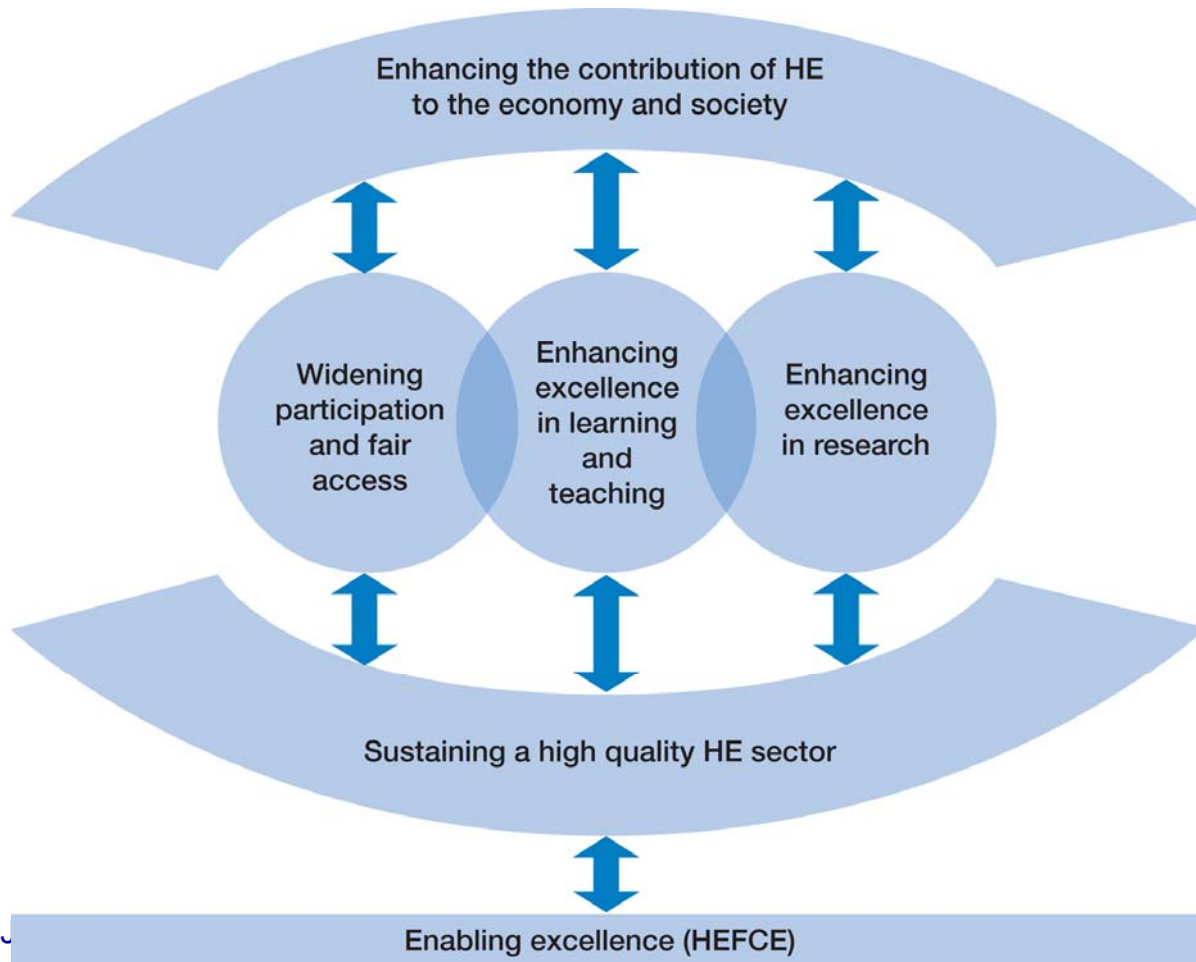 Enhancing the contribution of HE
to the economy and society
Widening
participation
and fair
access
Enhancing
excellence
in learning
and
teaching
Enhancing
excellence
in research
Sustaining a high quality HE sector
Enabling excellence (HEFCE)